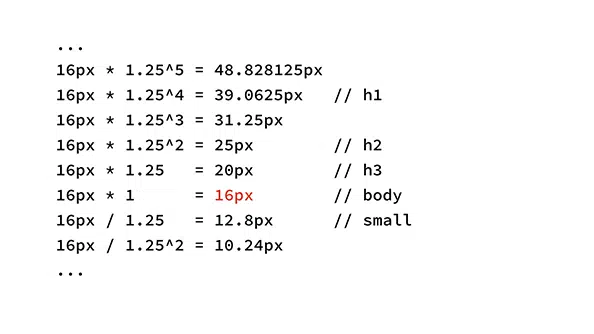 ...
16px * 1.25^5 = 48.828125px
16px * 1.25^4 = 39.0625px   // h1
16px * 1.25^3 = 31.25px
16px * 1.25^2 = 25px        // h2
16px * 1.25   = 20px        // h3
16px * 1      = 16px        // body
16px / 1.25   = 12.8px      // small
16px / 1.25^2 = 10.24px
...